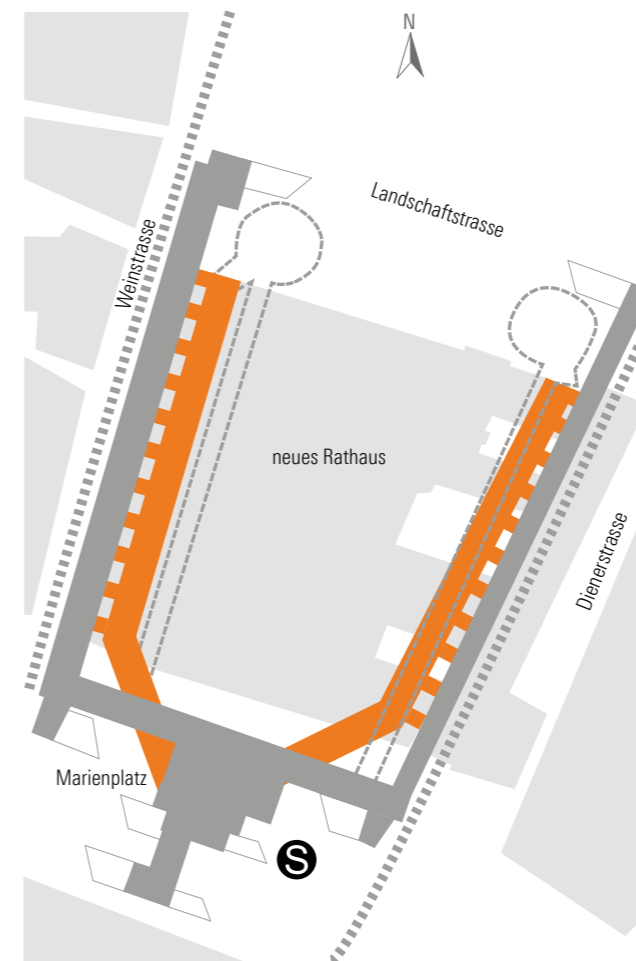 N
Landschaftstrasse
Weinstrasse
neues Rathaus
Dienerstrasse
Marienplatz
S